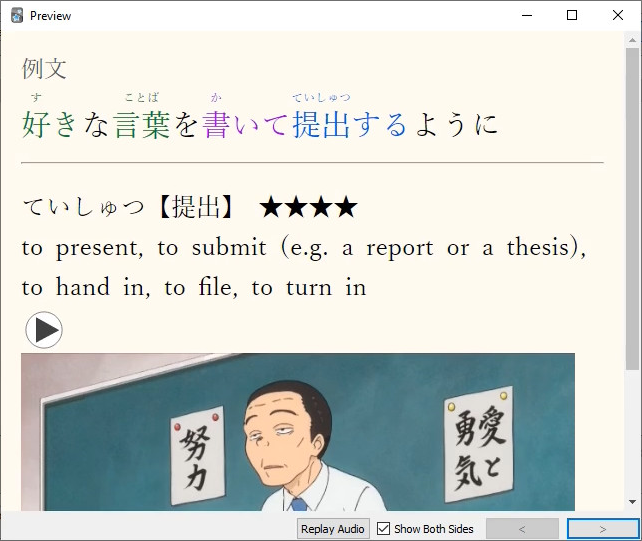 Preview
例文
す ことば か ていしゅつ
好きな言葉を書いて提出するように
ていしゅつ【提出】 ★★★★
to present, to submit (e.g. a report or a thesis),
to hand in, to file, to turn in
努力
愛と
勇気
Replay Audio Show Both Sides < >